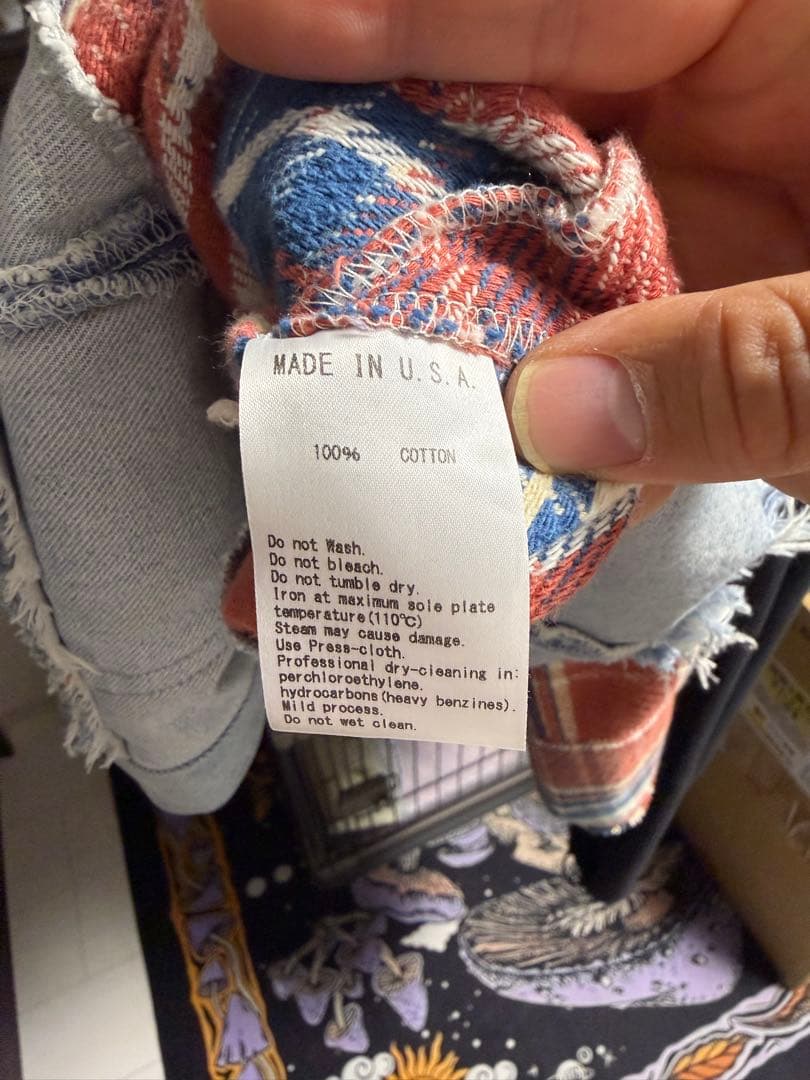 MADE IN U.S.A.
100% COTTON
Do not Wash.
Do not bleach.
Do not tumble dry.
Iron at maximum sole plate
temperature(110℃)
Steam may cause damage.
Use Press-cloth.
Professional dry-cleaning in:
perchloroethylene.
hydrocarbons(heavy benzines).
Mild process.
Do not wet clean.